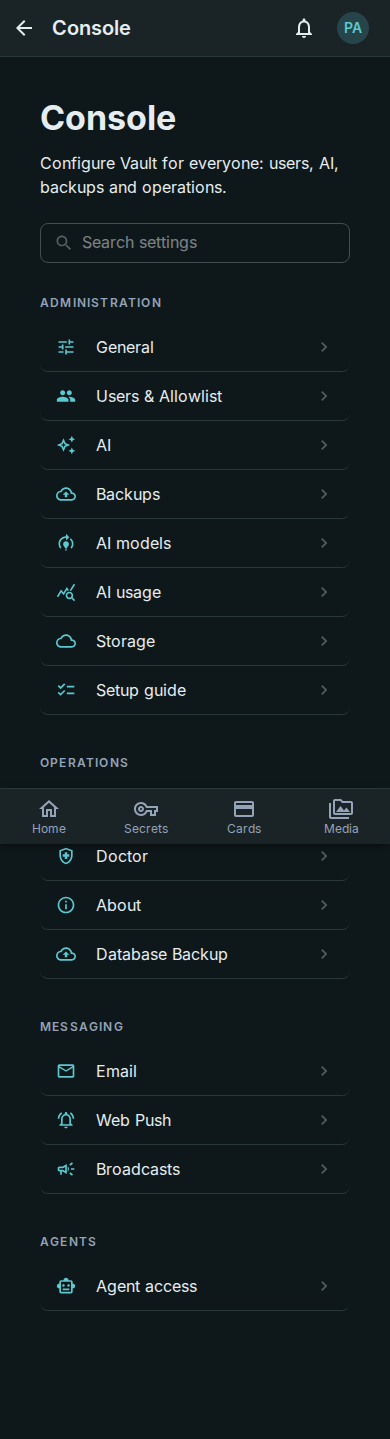 Console
PA
Console
Configure Vault for everyone: users, AI,
backups and operations.
Search settings
ADMINISTRATION
General
Users & Allowlist
AI
Backups
AI models
AI usage
Storage
Setup guide
OPERATIONS
Home
Secrets
Cards
Media
Doctor
About
Database Backup
MESSAGING
Email
Web Push
Broadcasts
AGENTS
Agent access